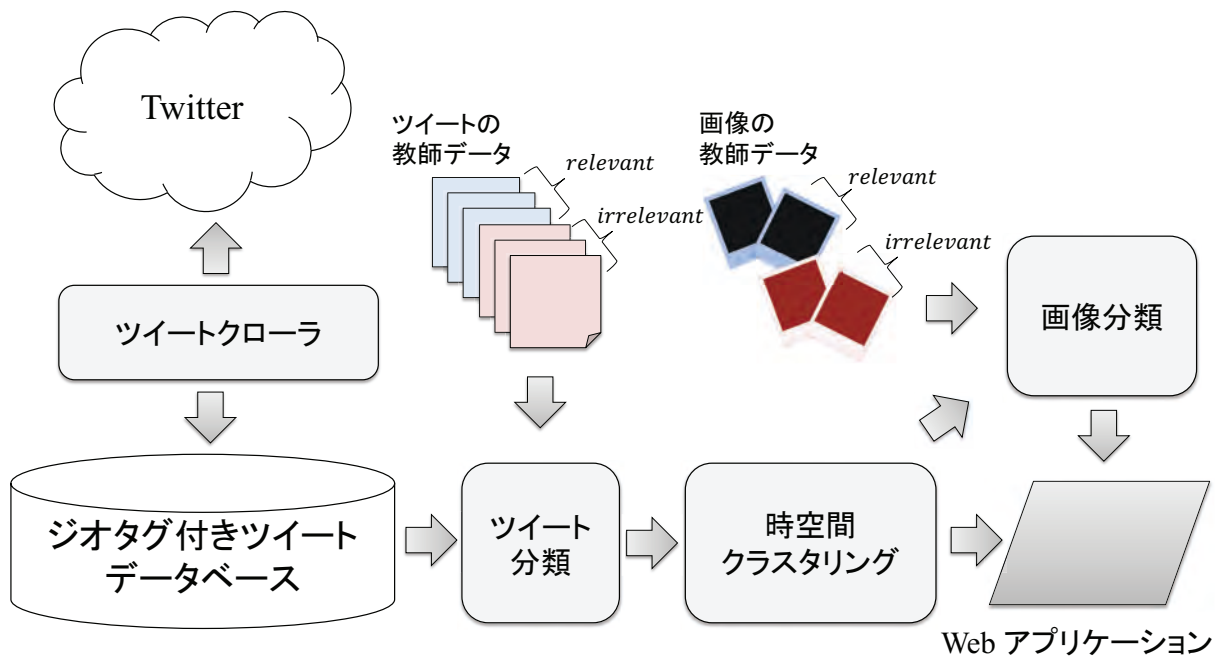 Twitter
ツイートクローラ
ジオタグ付きツイート
データベース
ツイートの
教師データ
relevant
irrelevant
ツイート
分類
画像の
教師データ
relevant
irrelevant
時空間
クラスタリング
画像分類
Web アプリケーション